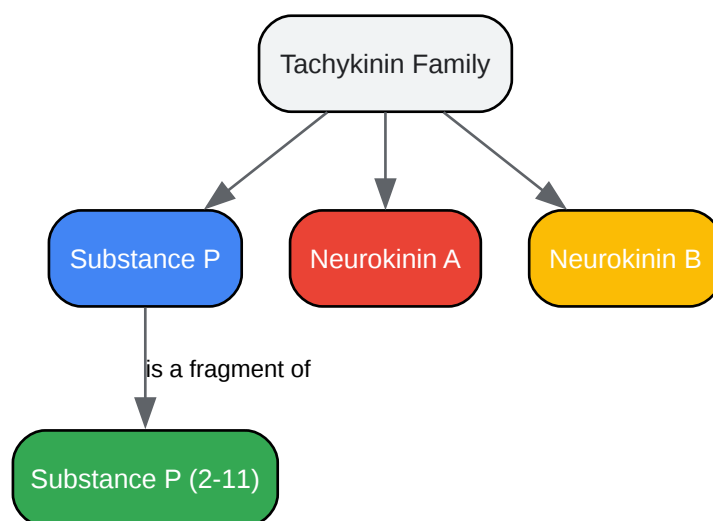 Tachykinin Family
Substance P
Neurokinin A
Neurokinin B
is a fragment of
Substance P (2-11)